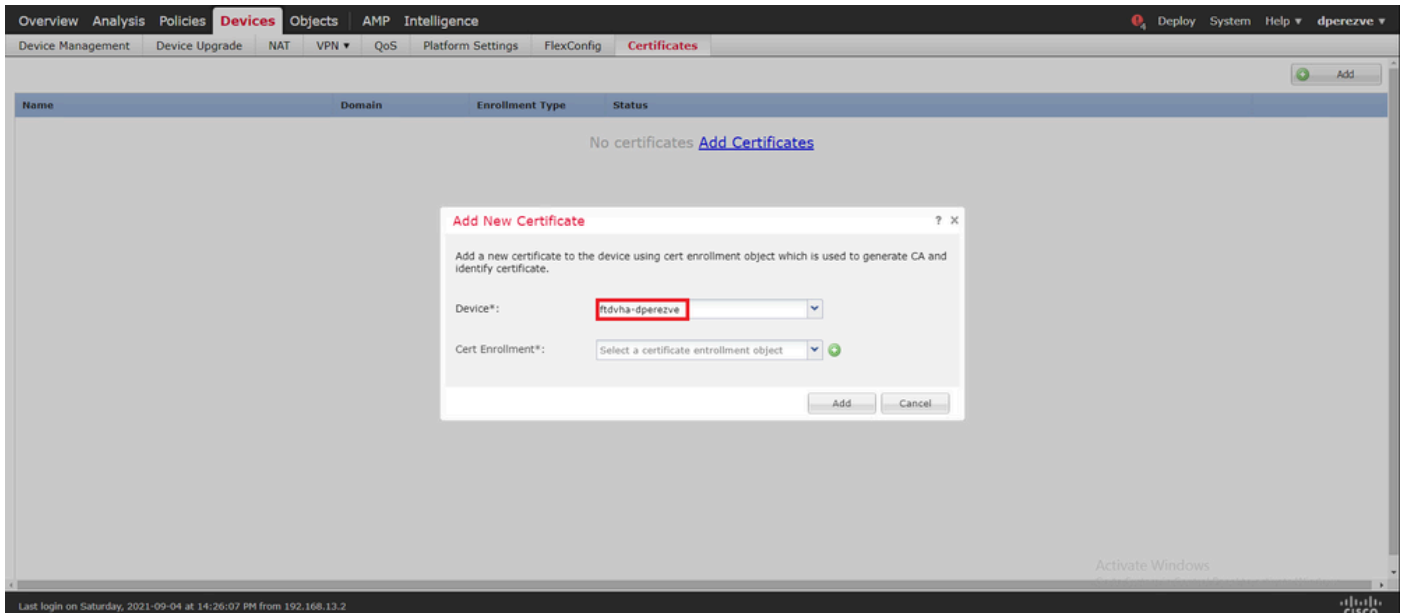 Overview Analysis Policies Devices Objects AMP Intelligence 4 Deploy System Help ▾ dperezve ▾
Device Management Device Upgrade NAT VPN ▾ QoS Platform Settings FlexConfig Certificates
Add
Name Domain Enrollment Type Status
No certificates Add Certificates
Add New Certificate ? X
Add a new certificate to the device using cert enrollment object which is used to generate CA and
identify certificate.
Device*: ftdvha-dperezve
Cert Enrollment*: Select a certificate entrollment object
Add Cancel
Activate Windows
Last login on Saturday, 2021-09-04 at 14:26:07 PM from 192.168.13.2
CISCO